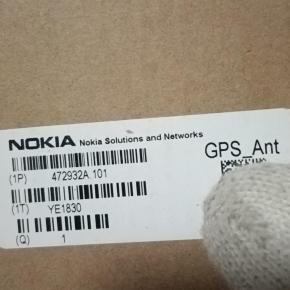 NOKIA Nokia Solutions and Networks
GPS_Ant
(1P) 472932A.101
(1T) YE1830
(Q) 1